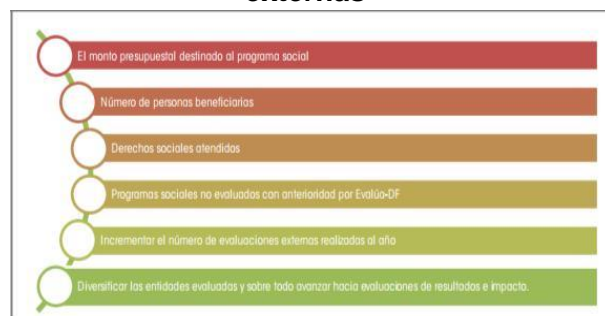 externas
El monto presupuestal destinado al programa social
Número de personas beneficiarias
Derechos sociales atendidos
Programas sociales no evaluados con anterioridad por Evalúa-DF
Incrementar el número de evaluaciones externas realizadas al año
Diversificar las entidades evaluadas y sobre todo avanzar hacia evaluaciones de resultados e impacto.